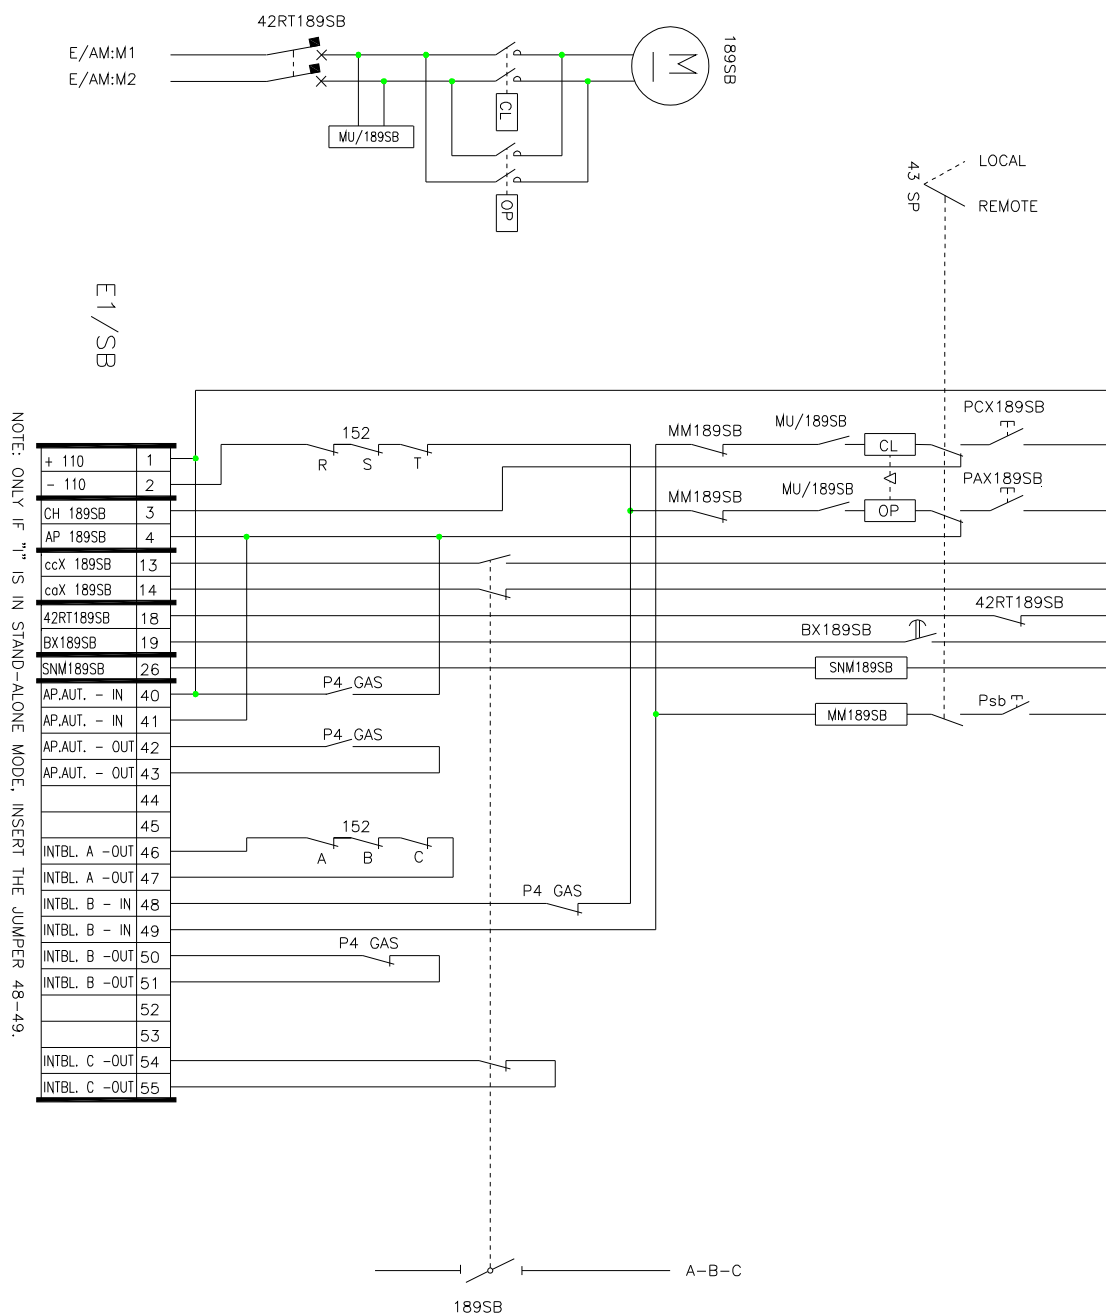 42RT189SB
E/AM:M1
E/AM:M2
M
189SB
CL
MU/189SB
OP
43 SP
LOCAL
REMOTE
E1/SB
NOTE: ONLY IF "I" IS IN STAND-ALONE MODE, INSERT THE JUMPER 48-49.
+ 110 1
- 110 2
CH 189SB 3
AP 189SB 4
ccX 189SB 13
caX 189SB 14
42RT189SB 18
BX189SB 19
SNM189SB 26
AP.AUT. - IN 40
AP.AUT. - IN 41
AP.AUT. - OUT 42
AP.AUT. - OUT 43
44
45
INTBL. A -OUT 46
INTBL. A -OUT 47
INTBL. B - IN 48
INTBL. B - IN 49
INTBL. B -OUT 50
INTBL. B -OUT 51
52
53
INTBL. C -OUT 54
INTBL. C -OUT 55
152
R S T
MM189SB
MU/189SB
CL
PCX189SB
MM189SB
MU/189SB
OP
PAX189SB
42RT189SB
BX189SB
SNM189SB
P4 GAS
MM189SB
Psb
P4 GAS
152
A B C
P4 GAS
P4 GAS
A-B-C
189SB